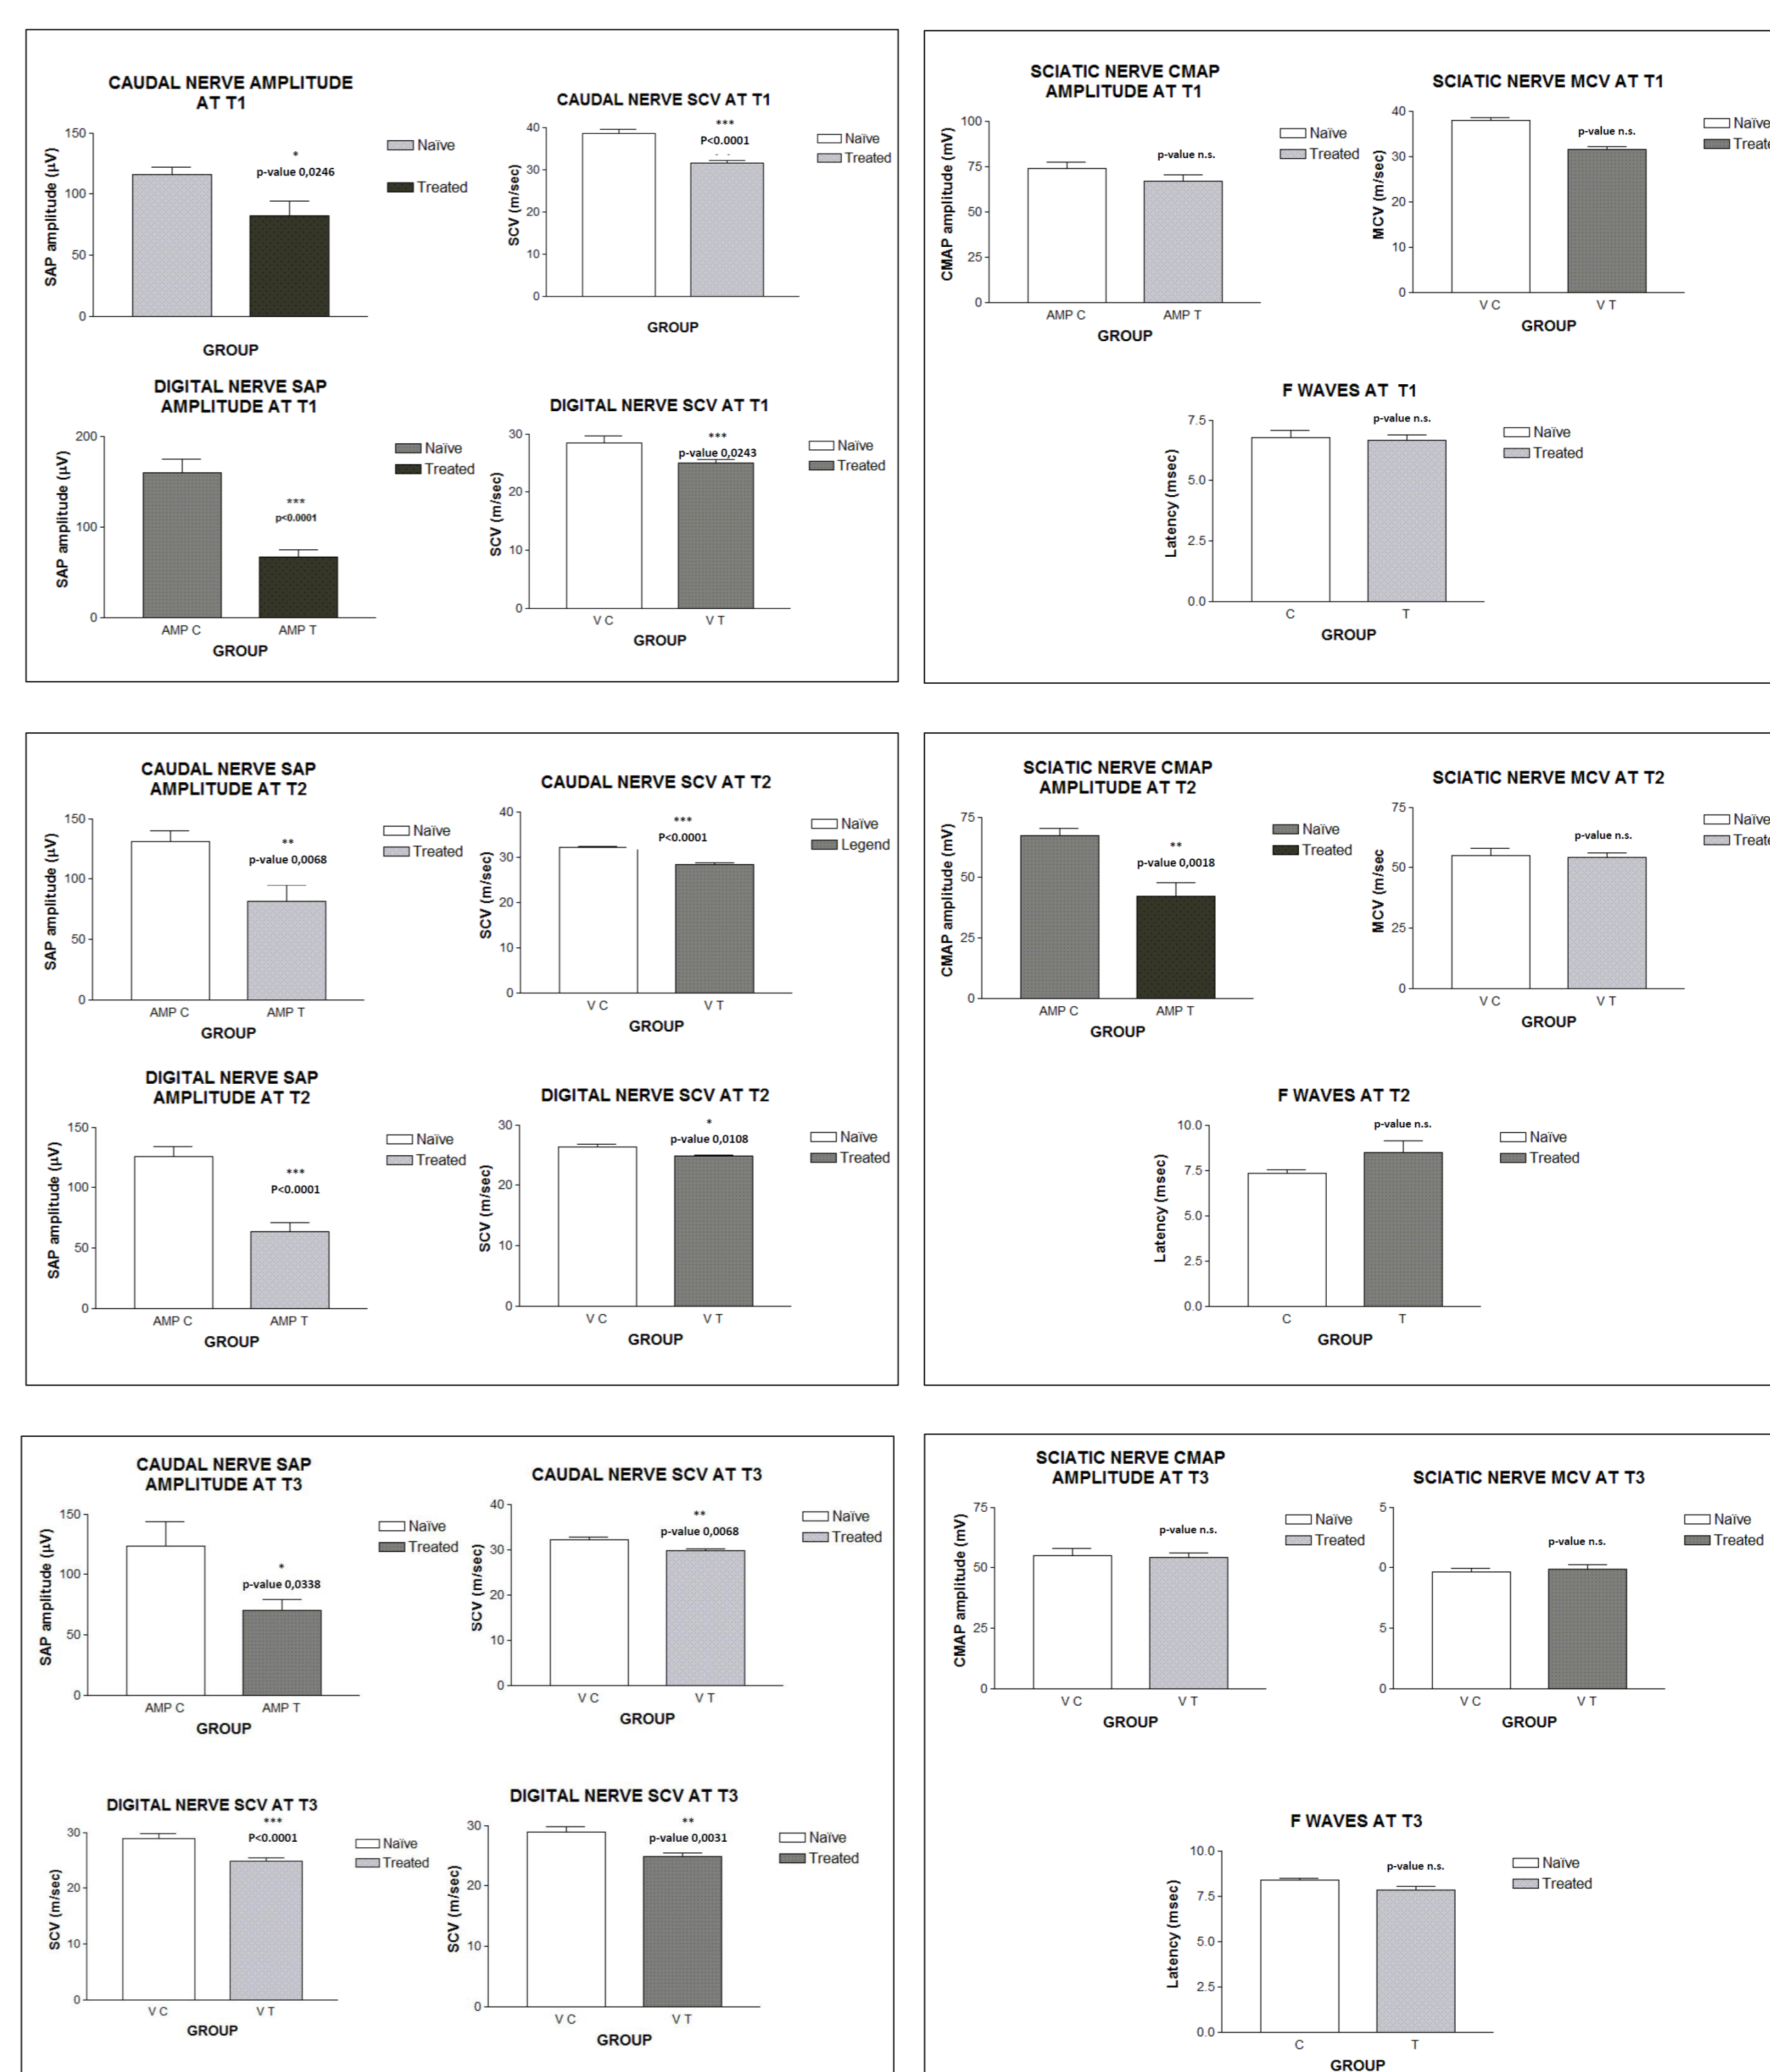 CAUDAL NERVE AMPLITUDE
AT T1
SAP amplitude (µV)
150
100
50
0
*
p-value 0,0246
Naïve
Treated
GROUP
CAUDAL NERVE SCV AT T1
SCV (m/sec)
40
30
20
10
0
***
P<0.0001
Naïve
Treated
GROUP
DIGITAL NERVE SAP
AMPLITUDE AT T1
SAP amplitude (µV)
200
100
0
***
p<0.0001
Naïve
Treated
AMP C
AMP T
GROUP
DIGITAL NERVE SCV AT T1
SCV (m/sec)
30
20
10
0
***
p-value 0,0243
Naïve
Treated
V C
V T
GROUP
SCIATIC NERVE CMAP
AMPLITUDE AT T1
CMAP amplitude (mV)
100
75
50
25
0
p-value n.s.
Naïve
Treated
AMP C
AMP T
GROUP
SCIATIC NERVE MCV AT T1
MCV (m/sec)
40
30
20
10
0
p-value n.s.
Naïve
Treate
V C
V T
GROUP
F WAVES AT T1
Latency (msec)
7.5
5.0
2.5
0.0
p-value n.s.
Naïve
Treated
C
T
GROUP
CAUDAL NERVE SAP
AMPLITUDE AT T2
SAP amplitude (µV)
150
100
50
0
**
p-value 0,0068
Naïve
Treated
AMP C
AMP T
GROUP
CAUDAL NERVE SCV AT T2
SCV (m/sec)
40
30
20
10
0
***
P<0.0001
Naïve
Legend
V C
V T
GROUP
DIGITAL NERVE SAP
AMPLITUDE AT T2
SAP amplitude (µV)
150
100
50
0
***
P<0.0001
Naïve
Treated
AMP C
AMP T
GROUP
DIGITAL NERVE SCV AT T2
SCV (m/sec)
30
20
10
0
*
p-value 0,0108
Naïve
Treated
V C
V T
GROUP
SCIATIC NERVE CMAP
AMPLITUDE AT T2
CMAP amplitude (mV)
75
50
25
0
**
p-value 0,0018
Naïve
Treated
AMP C
AMP T
GROUP
SCIATIC NERVE MCV AT T2
MCV (m/sec
75
50
25
0
p-value n.s.
Naïve
Treate
V C
V T
GROUP
F WAVES AT T2
Latency (msec)
10.0
7.5
5.0
2.5
0.0
p-value n.s.
Naïve
Treated
C
T
GROUP
CAUDAL NERVE SAP
AMPLITUDE AT T3
SAP amplitude (µV)
150
100
50
0
*
p-value 0,0338
Naïve
Treated
AMP C
AMP T
GROUP
CAUDAL NERVE SCV AT T3
SCV (m/sec)
40
30
20
10
0
**
p-value 0,0068
Naïve
Treated
V C
V T
GROUP
DIGITAL NERVE SCV AT T3
SCV (m/sec)
30
20
10
0
***
P<0.0001
Naïve
Treated
V C
V T
GROUP
DIGITAL NERVE SCV AT T3
SCV (m/sec)
30
20
10
0
**
p-value 0,0031
Naïve
Treated
V C
V T
GROUP
SCIATIC NERVE CMAP
AMPLITUDE AT T3
CMAP amplitude (mV)
75
50
25
0
p-value n.s.
Naïve
Treated
V C
V T
GROUP
SCIATIC NERVE MCV AT T3
5
0
5
0
p-value n.s.
Naïve
Treated
V C
V T
GROUP
F WAVES AT T3
Latency (msec)
10.0
7.5
5.0
2.5
0.0
p-value n.s.
Naïve
Treated
C
T
GROUP